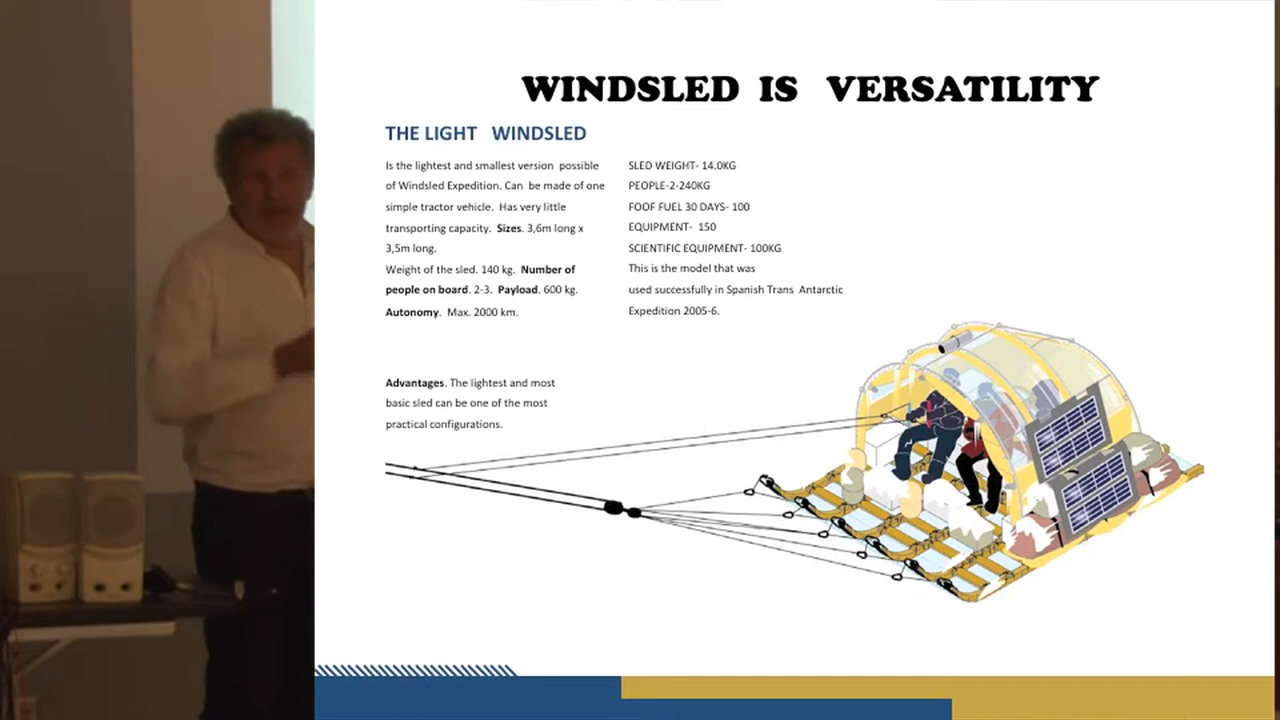 WINDSLED IS VERSATILITY
THE LIGHT WINDSLED
Is the lightest and smallest version possible
of Windsled Expedition. Can be made of one
simple tractor vehicle. Has very little
transporting capacity. Sizes. 3,6m long x
3,5m long.
Weight of the sled. 140 kg. Number of
people on board. 2-3. Payload. 600 kg.
Autonomy. Max. 2000 km.
Advantages. The lightest and most
basic sled can be one of the most
practical configurations.
SLED WEIGHT- 14.0KG
PEOPLE-2-240KG
FOOF FUEL 30 DAYS- 100
EQUIPMENT- 150
SCIENTIFIC EQUIPMENT- 100KG
This is the model that was
used successfully in Spanish Trans Antarctic
Expedition 2005-6.